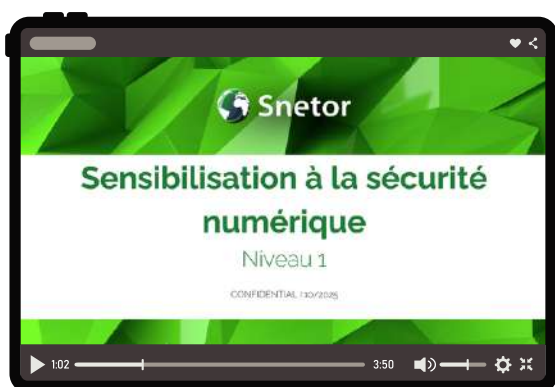 Snetor
Sensibilisation à la sécurité
numérique
Niveau 1
CONFIDENTIAL
1:02
3:50